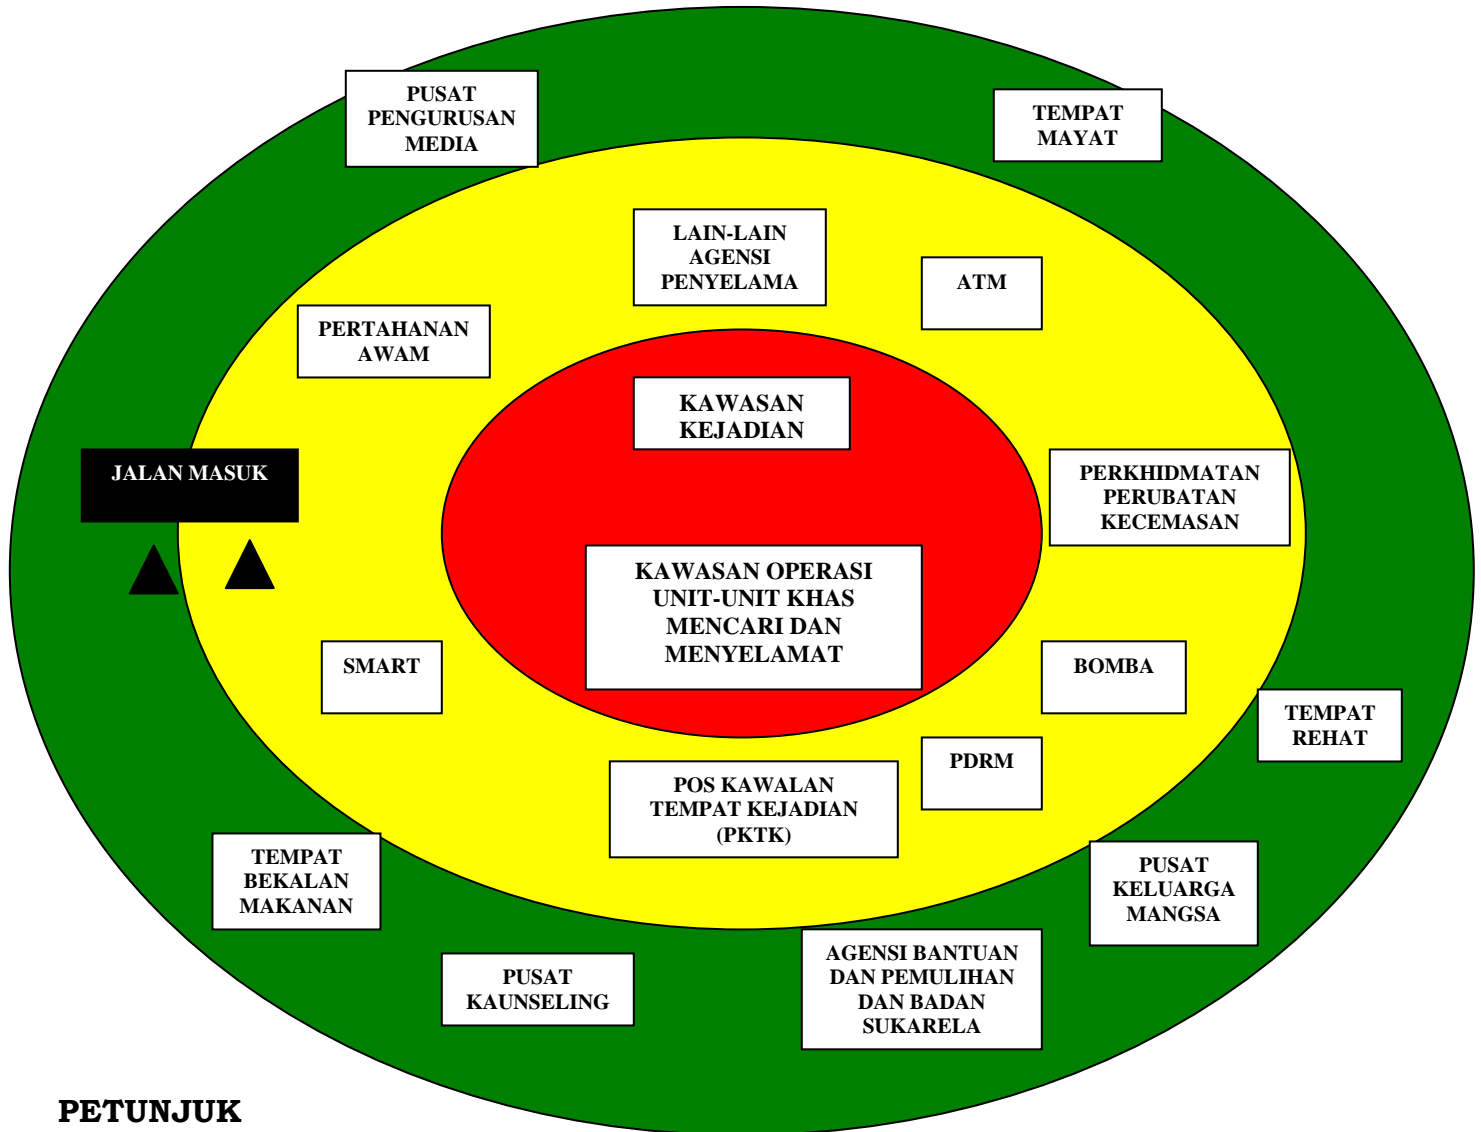 PUSAT
PENGURUSAN
MEDIA
TEMPAT
MAYAT
LAIN-LAIN
AGENSI
PENYELAMA
ATM
PERTAHANAN
AWAM
KAWASAN
KEJADIAN
JALAN MASUK
PERKHIDMATAN
PERUBATAN
KECEMASAN
KAWASAN OPERASI
UNIT-UNIT KHAS
MENCARI DAN
MENYELAMAT
SMART
BOMBA
TEMPAT
REHAT
PDRM
POS KAWALAN
TEMPAT KEJADIAN
(PKTK)
TEMPAT
BEKALAN
MAKANAN
PUSAT
KELUARGA
MANGSA
AGENSI BANTUAN
DAN PEMULIHAN
DAN BADAN
SUKARELA
PUSAT
KAUNSELING
PETUNJUK